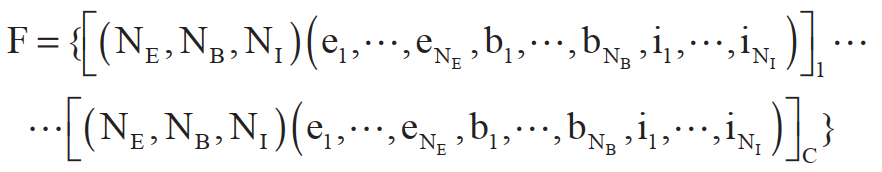 F = {[(N_E, N_B, N_I)(e_1, ⋯, e_{N_E}, b_1, ⋯, b_{N_B}, i_1, ⋯, i_{N_I})]_1 ⋯
⋯[(N_E, N_B, N_I)(e_1, ⋯, e_{N_E}, b_1, ⋯, b_{N_B}, i_1, ⋯, i_{N_I})]_C}